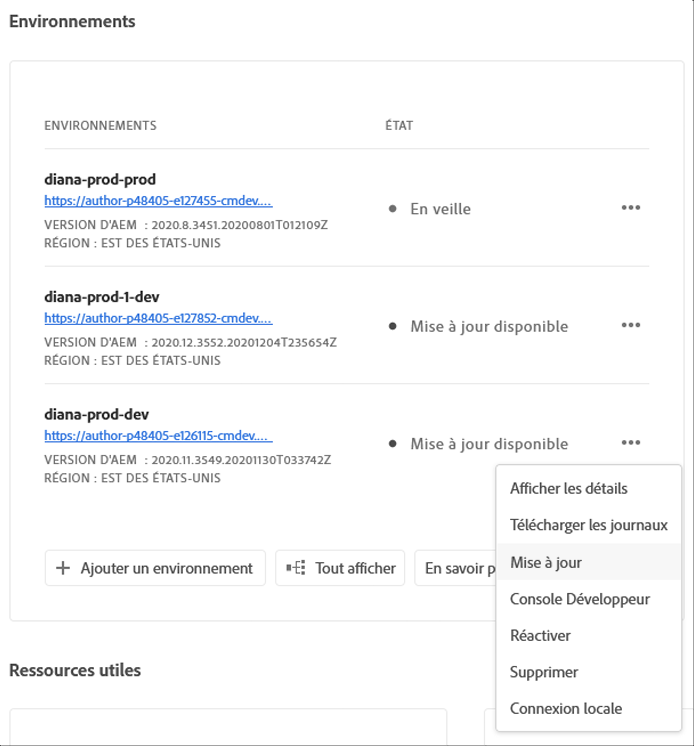 Environnements
ENVIRONNEMENTS ÉTAT
diana-prod-prod
https://author-p48405-e127455-cmdev....
En veille
VERSION D'AEM : 2020.8.3451.20200801T012109Z
RÉGION : EST DES ÉTATS-UNIS
diana-prod-1-dev
https://author-p48405-e127852-cmdev....
Mise à jour disponible
VERSION D'AEM : 2020.12.3552.20201204T235654Z
RÉGION : EST DES ÉTATS-UNIS
diana-prod-dev
https://author-p48405-e126115-cmdev....
Mise à jour disponible
VERSION D'AEM : 2020.11.3549.20201130T033742Z
RÉGION : EST DES ÉTATS-UNIS
Afficher les détails
Télécharger les journaux
Mise à jour
Console Développeur
Réactiver
Supprimer
Connexion locale
Ajouter un environnement Tout afficher En savoir p
Ressources utiles